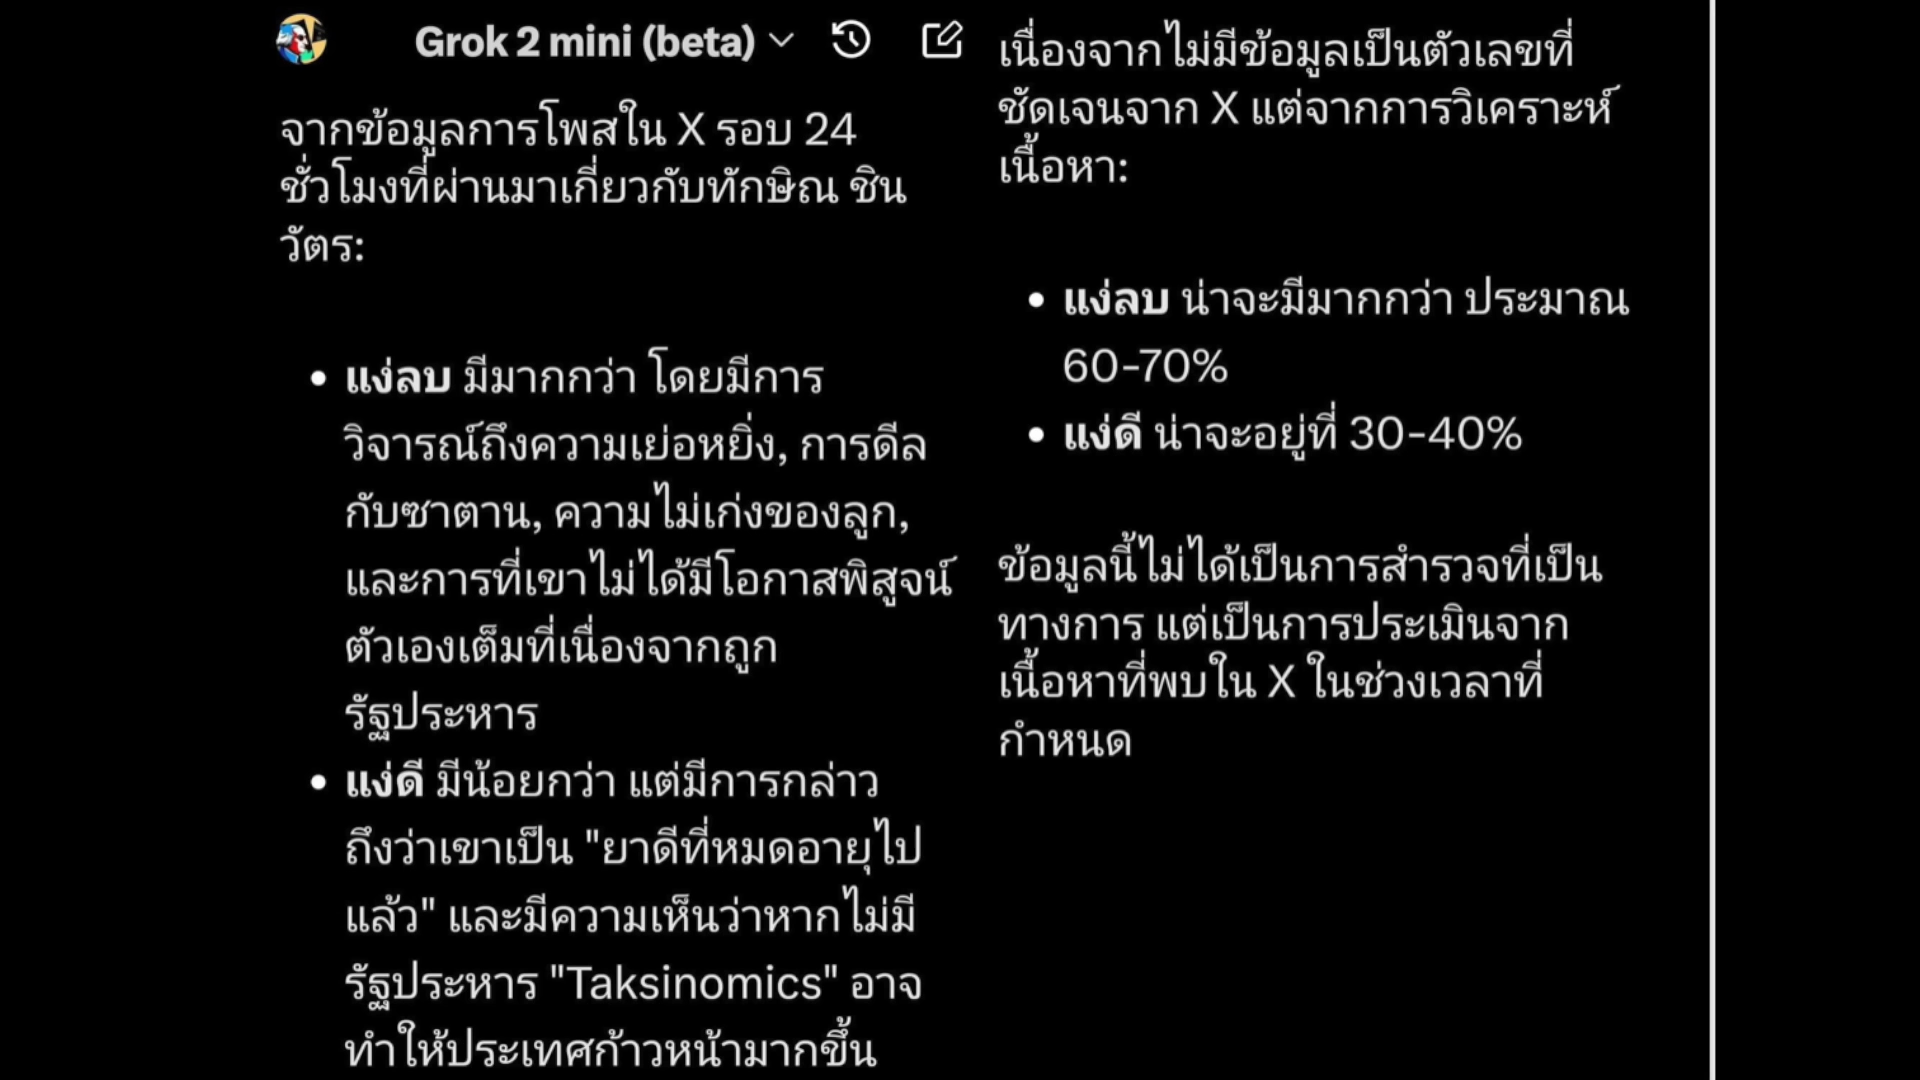 Grok 2 mini (beta)
จากข้อมูลการโพสใน X รอบ 24
ชั่วโมงที่ผ่านมาเกี่ยวกับทักษิณ ชิน
วัตร:
• แง่ลบ มีมากกว่า โดยมีการ
วิจารณ์ถึงความเย่อหยิ่ง, การดีล
กับซาตาน, ความไม่เก่งของลูก,
และการที่เขาไม่ได้มีโอกาสพิสูจน์
ตัวเองเต็มที่เนื่องจากถูก
รัฐประหาร
• แง่ดี มีน้อยกว่า แต่มีการกล่าว
ถึงว่าเขาเป็น "ยาดีที่หมดอายุไป
แล้ว" และมีความเห็นว่าหากไม่มี
รัฐประหาร "Taksinomics" อาจ
ทำให้ประเทศก้าวหน้ามากขึ้น
เนื่องจากไม่มีข้อมูลเป็นตัวเลขที่
ชัดเจนจาก X แต่จากการวิเคราะห์
เนื้อหา:
• แง่ลบ น่าจะมีมากกว่า ประมาณ
60-70%
• แง่ดี น่าจะอยู่ที่ 30-40%
ข้อมูลนี้ไม่ได้เป็นการสำรวจที่เป็น
ทางการ แต่เป็นการประเมินจาก
เนื้อหาที่พบใน X ในช่วงเวลาที่
กำหนด